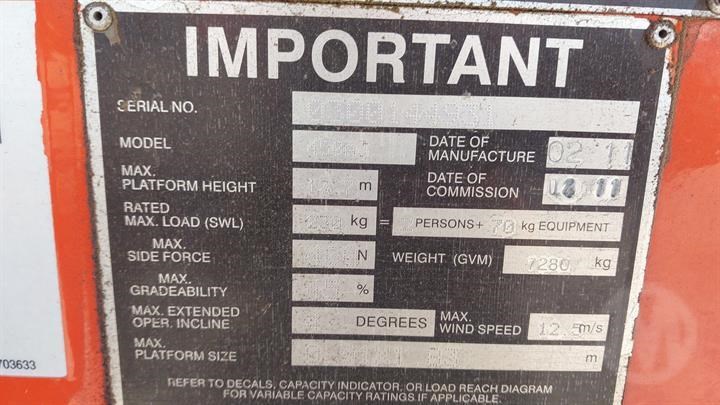 IMPORTANT
SERIAL NO.
MODEL
DATE OF MANUFACTURE 02 11
MAX. PLATFORM HEIGHT m
DATE OF COMMISSION 11
RATED MAX. LOAD (SWL) kg = PERSONS+ 70 kg EQUIPMENT
MAX. SIDE FORCE N
WEIGHT (GVM) 7280 kg
MAX. GRADEABILITY %
MAX. EXTENDED OPER. INCLINE DEGREES
MAX. WIND SPEED 12.5 m/s
MAX. PLATFORM SIZE m
703633
REFER TO DECALS, CAPACITY INDICATOR, OR LOAD REACH DIAGRAM
FOR VARIABLE CAPACITY RATINGS IF APPLICABLE.